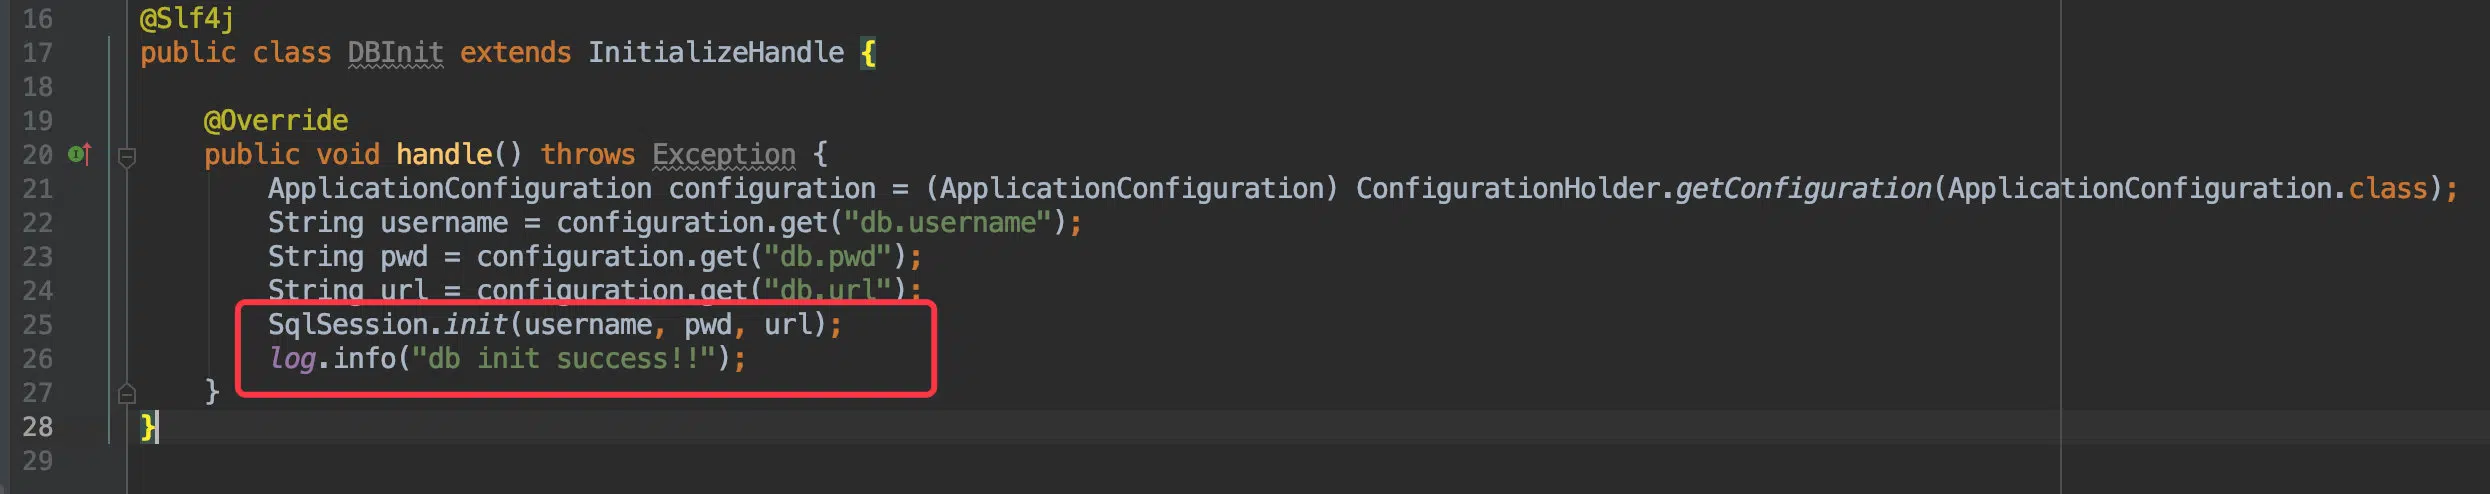 16 @Slf4j
17 public class DBInit extends InitializeHandle {
18
19 @Override
20 public void handle() throws Exception {
21 ApplicationConfiguration configuration = (ApplicationConfiguration) ConfigurationHolder.getConfiguration(ApplicationConfiguration.class);
22 String username = configuration.get("db.username");
23 String pwd = configuration.get("db.pwd");
24 String url = configuration.get("db.url");
25 SqlSession.init(username, pwd, url);
26 log.info("db init success!!");
27 }
28 }
29